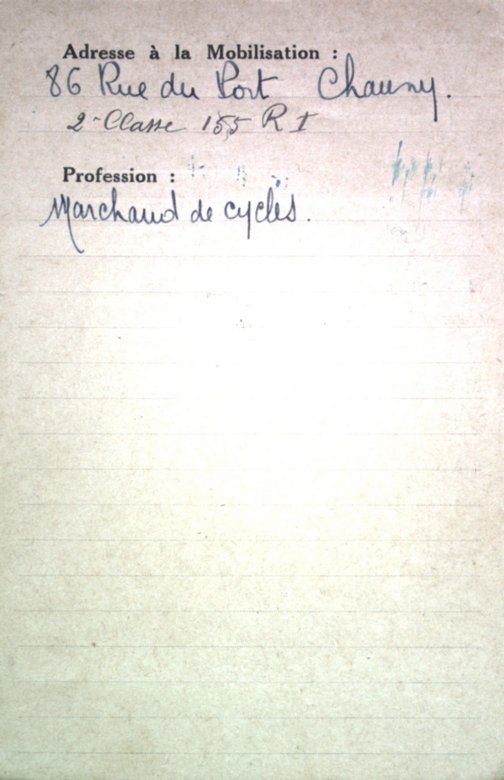 Adresse à la Mobilisation :
86 Rue du Port Chauny.
2e Classe 155 R I
Profession :
Marchand de cycles.